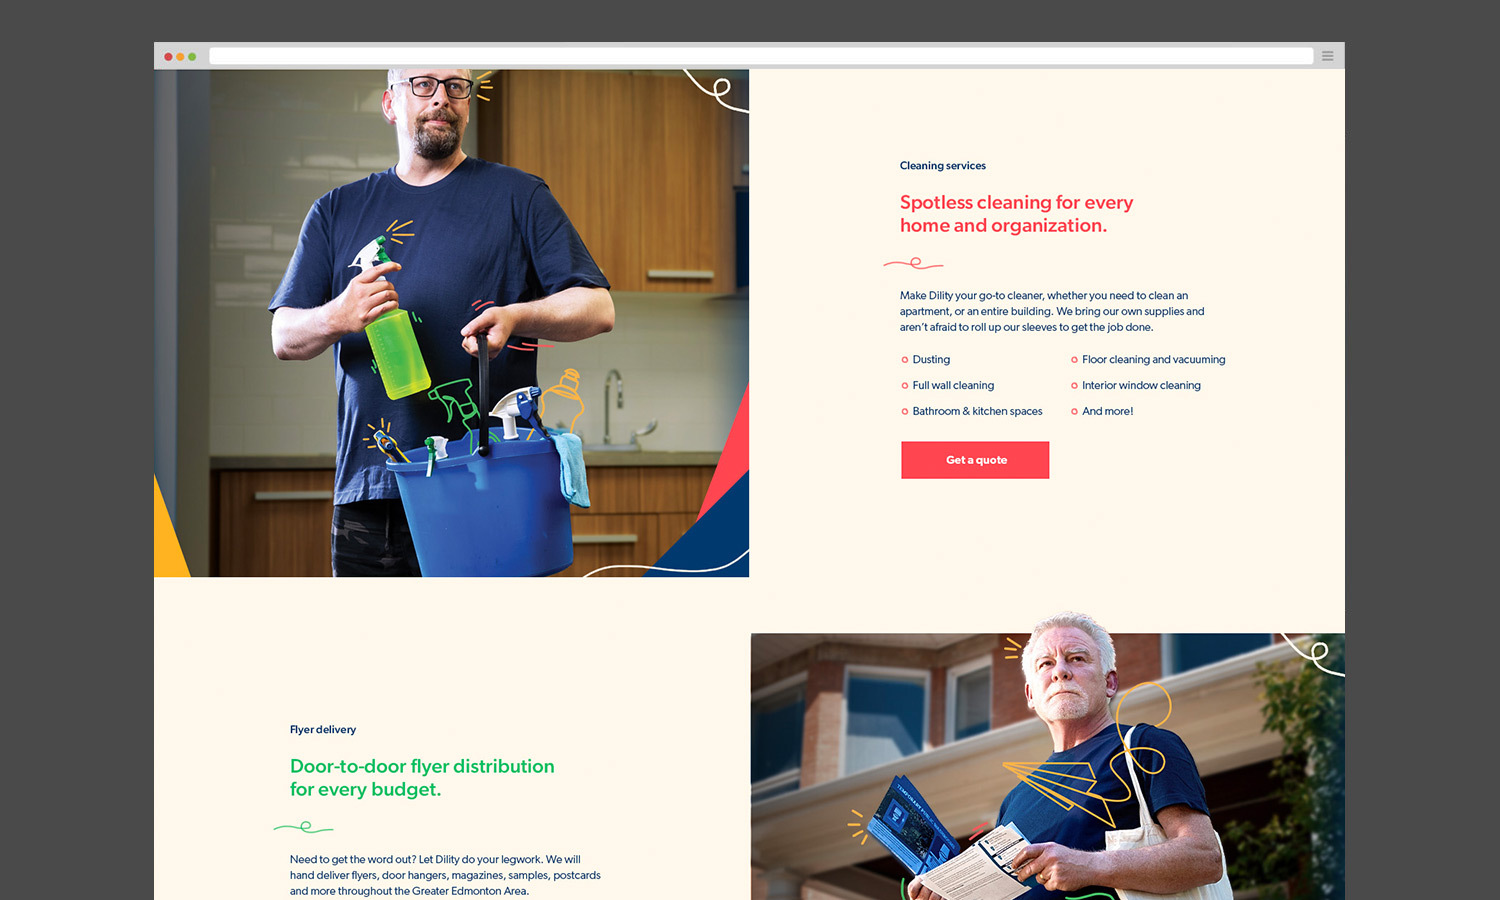 Cleaning services
Spotless cleaning for every
home and organization.
Make Dility your go-to cleaner, whether you need to clean an
apartment, or an entire building. We bring our own supplies and
aren't afraid to roll up our sleeves to get the job done.
Dusting
Floor cleaning and vacuuming
Full wall cleaning
Interior window cleaning
Bathroom & kitchen spaces
And more!
Get a quote
Flyer delivery
Door-to-door flyer distribution
for every budget.
Need to get the word out? Let Dility do your legwork. We will
hand deliver flyers, door hangers, magazines, samples, postcards
and more throughout the Greater Edmonton Area.
TEMPORARY PUBLIC